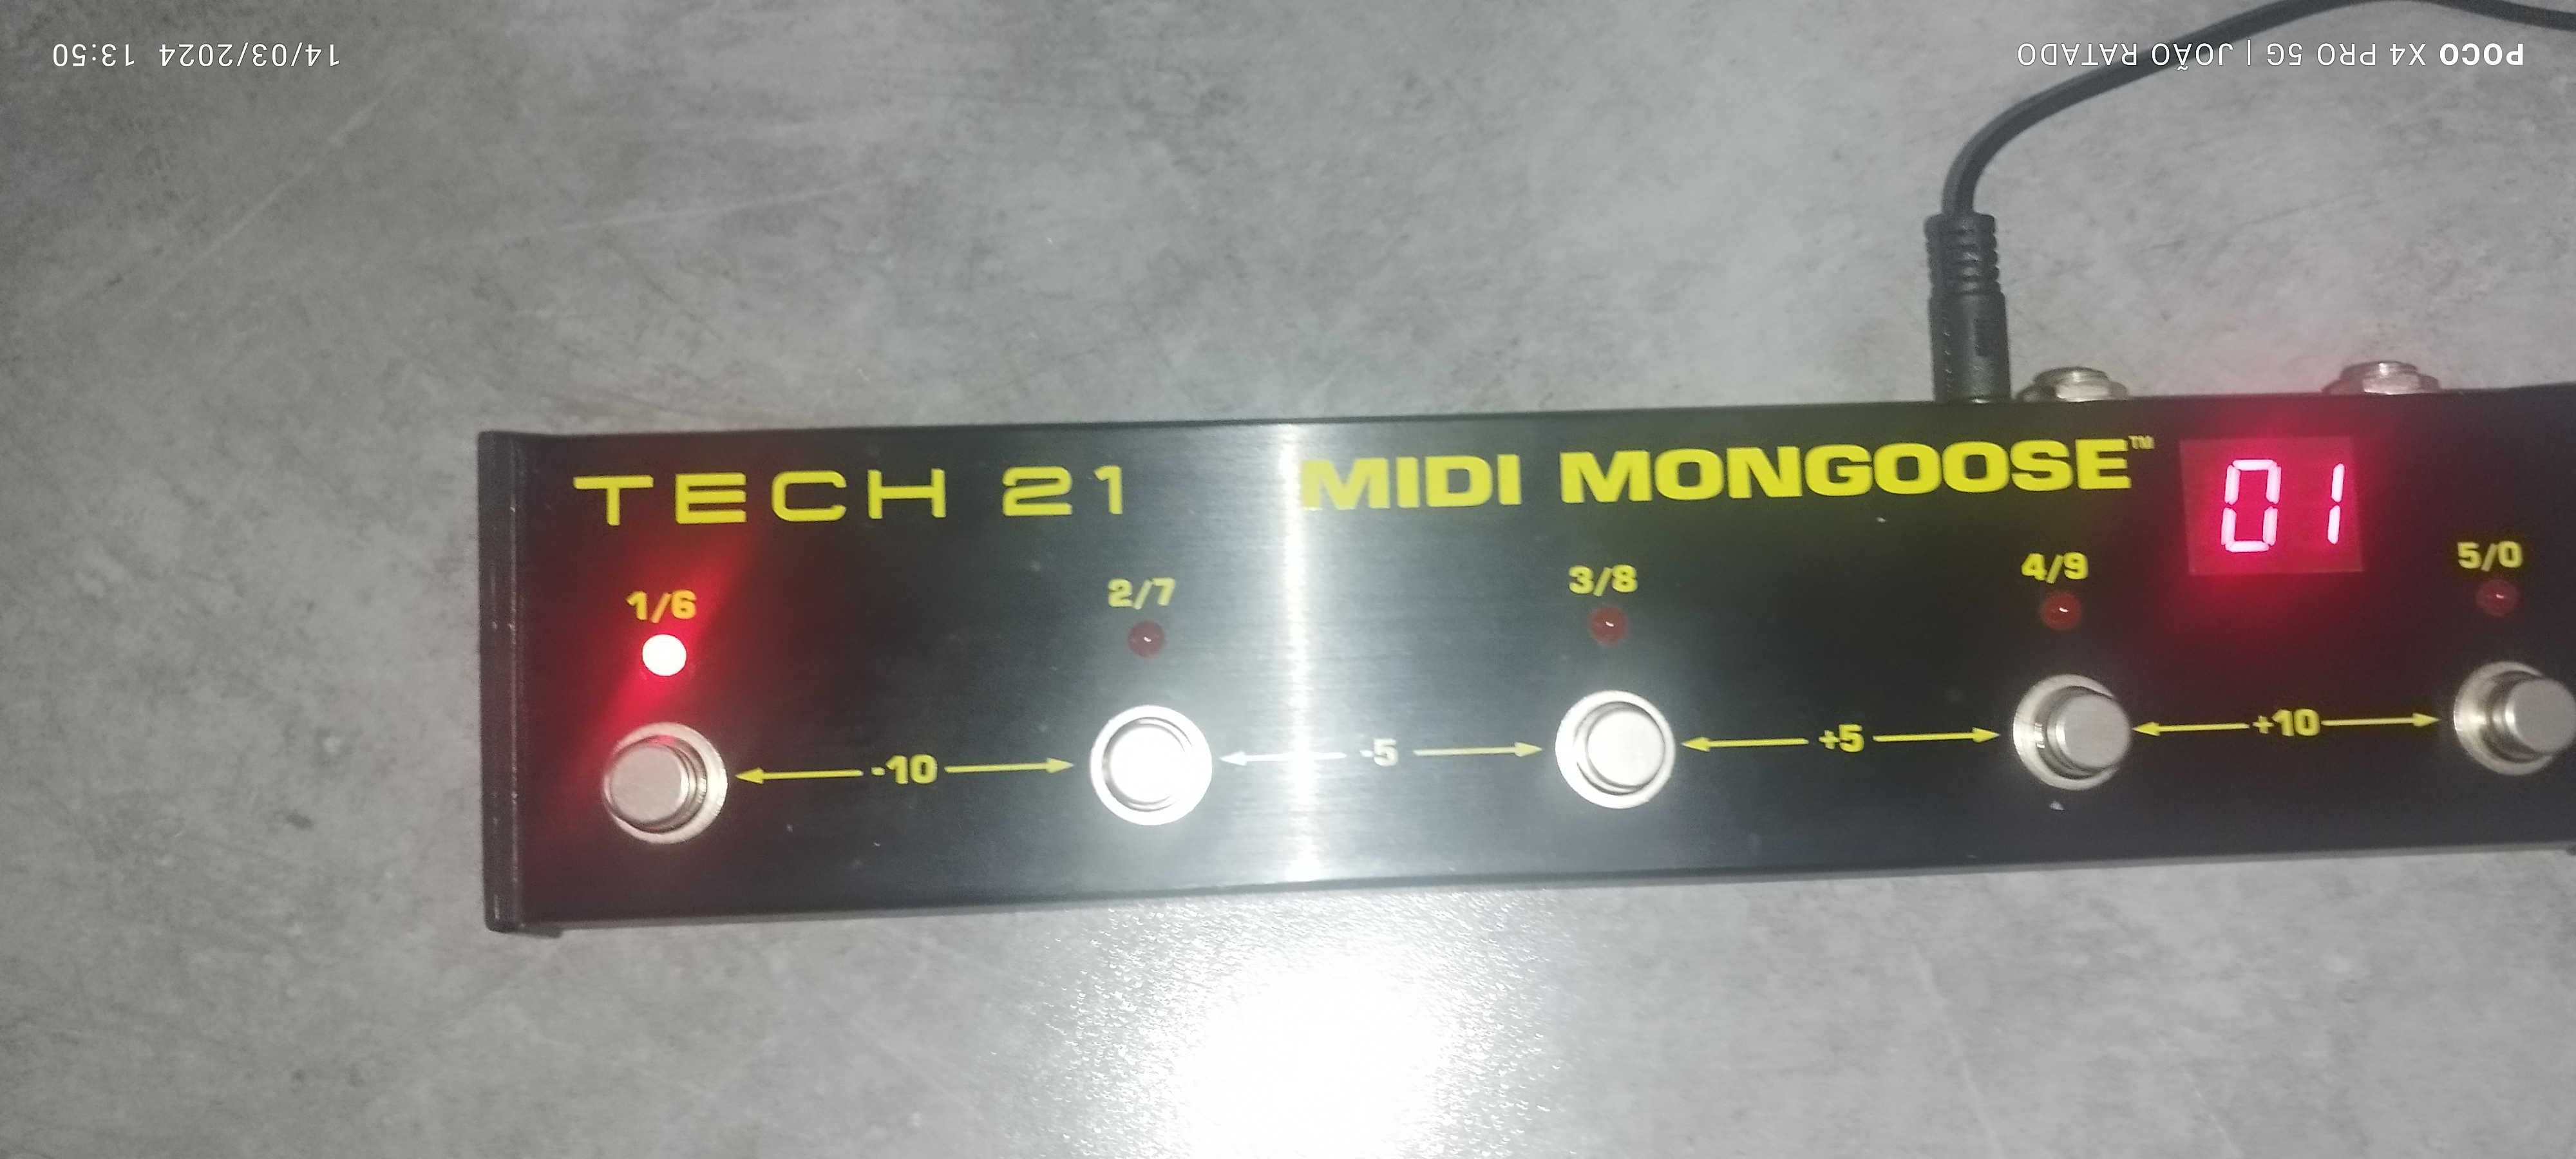 POCO X4 PRO 5G | JOÃO RATADO
14/03/2024 13:50
TECH 21 MIDI MONGOOSE™
01
1/6 2/7 3/8 4/9 5/0
-10 -5 +5 +10